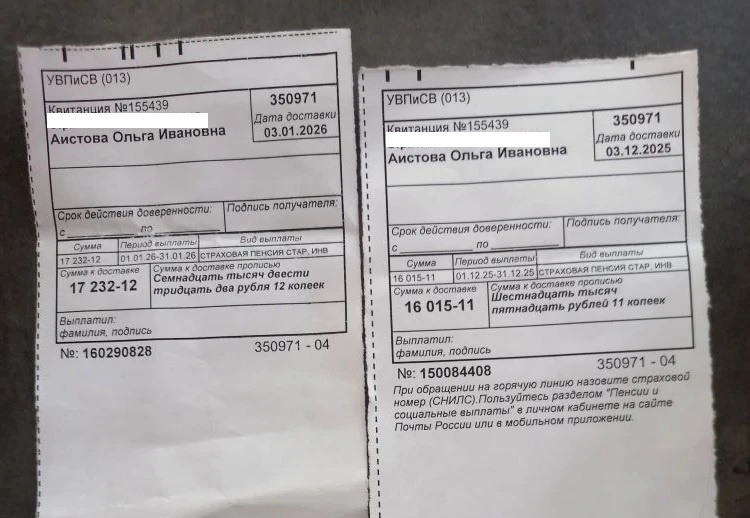 УВПиСВ (013)
Квитанция №155439
350971
Дата доставки
03.01.2026
Аистова Ольга Ивановна
Срок действия доверенности:
с по
Подпись получателя:
Сумма Период выплаты Вид выплаты
17 232-12 01.01.26-31.01.26 СТРАХОВАЯ ПЕНСИЯ СТАР, ИНВ
Сумма к доставке Сумма к доставке прописью
17 232-12 Семнадцать тысяч двести
тридцать два рубля 12 копеек
Выплатил:
фамилия, подпись
№: 160290828 350971 - 04
УВПиСВ (013)
Квитанция №155439
350971
Дата доставки
03.12.2025
Аистова Ольга Ивановна
Срок действия доверенности:
с по
Подпись получателя:
Сумма Период выплаты Вид выплаты
16 015-11 01.12.25-31.12.25 СТРАХОВАЯ ПЕНСИЯ СТАР, ИНВ
Сумма к доставке Сумма к доставке прописью
16 015-11 Шестнадцать тысяч
пятнадцать рублей 11 копеек
Выплатил:
фамилия, подпись
№: 150084408 350971 - 04
При обращении на горячую линию назовите страховой
номер (СНИЛС).Пользуйтесь разделом "Пенсии и
социальные выплаты" в личном кабинете на сайте
Почты России или в мобильном приложении.